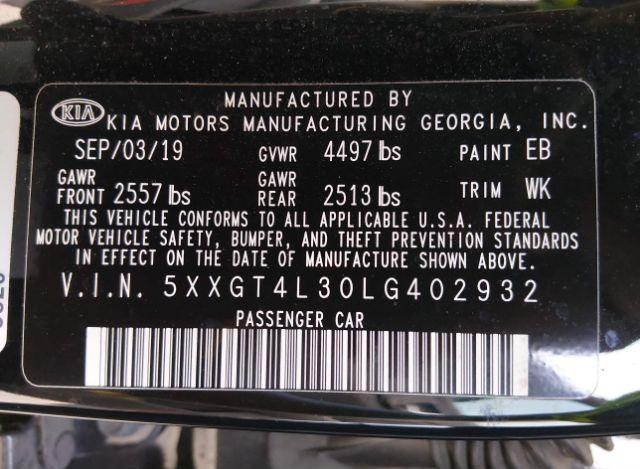 MANUFACTURED BY
KIA KIA MOTORS MANUFACTURING GEORGIA, INC.
SEP/03/19 GVWR 4497 lbs PAINT EB
GAWR FRONT 2557 lbs GAWR REAR 2513 lbs TRIM WK
THIS VEHICLE CONFORMS TO ALL APPLICABLE U.S.A. FEDERAL
MOTOR VEHICLE SAFETY, BUMPER, AND THEFT PREVENTION STANDARDS
IN EFFECT ON THE DATE OF MANUFACTURE SHOWN ABOVE.
V.I.N. 5XXGT4L30LG402932
PASSENGER CAR